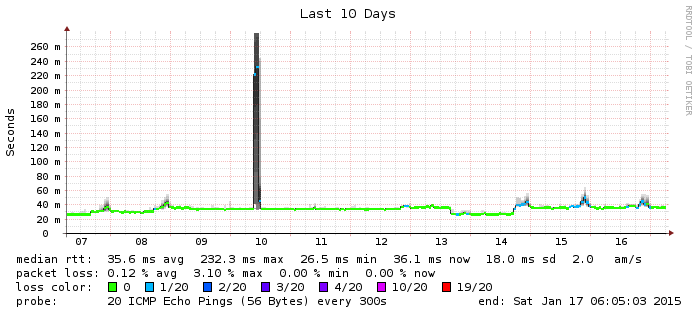 Last 10 Days
RRDTOOL / TOBI OETIKER
Seconds
260 m
240 m
220 m
200 m
180 m
160 m
140 m
120 m
100 m
80 m
60 m
40 m
20 m
0
07 08 09 10 11 12 13 14 15 16
median rtt: 35.6 ms avg 232.3 ms max 26.5 ms min 36.1 ms now 18.0 ms sd 2.0 am/s
packet loss: 0.12 % avg 3.10 % max 0.00 % min 0.00 % now
loss color: 0 1/20 2/20 3/20 4/20 10/20 19/20
probe: 20 ICMP Echo Pings (56 Bytes) every 300s end: Sat Jan 17 06:05:03 2015